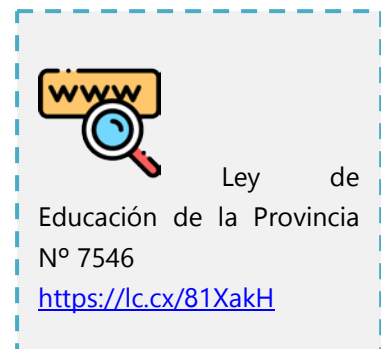 WWW
Ley de
Educación de la Provincia
Nº 7546
https://lc.cx/81XakH